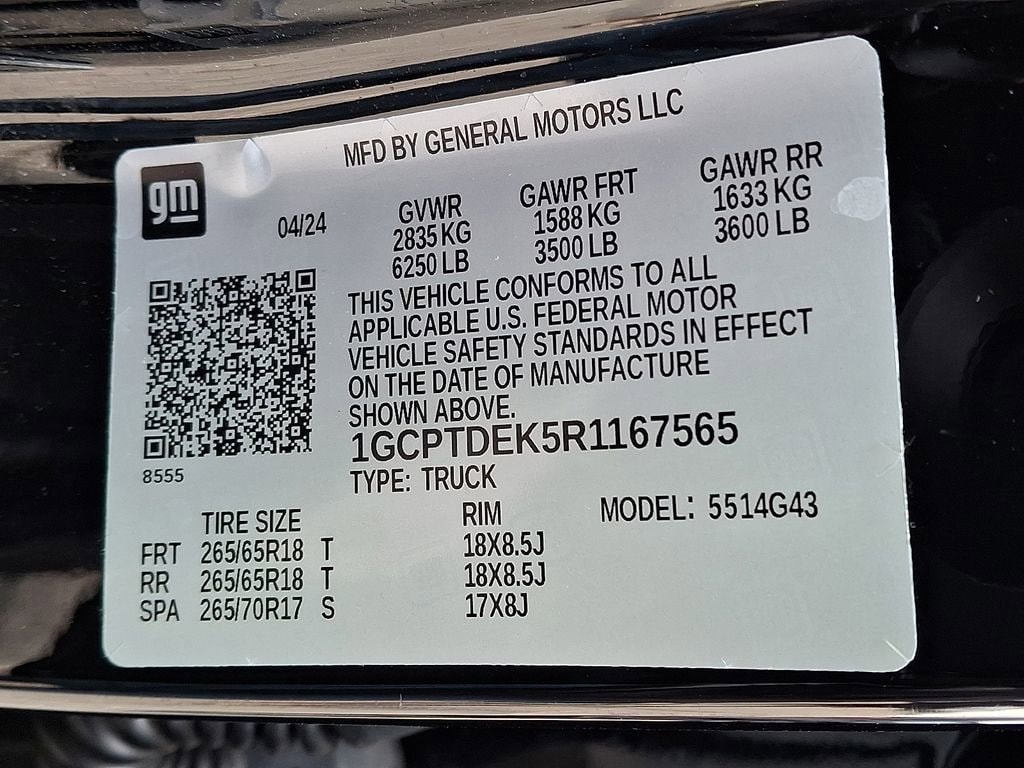 MFD BY GENERAL MOTORS LLC
gm
04/24
GVWR
2835 KG
6250 LB
GAWR FRT
1588 KG
3500 LB
GAWR RR
1633 KG
3600 LB
THIS VEHICLE CONFORMS TO ALL
APPLICABLE U.S. FEDERAL MOTOR
VEHICLE SAFETY STANDARDS IN EFFECT
ON THE DATE OF MANUFACTURE
SHOWN ABOVE.
1GCPTDEK5R1167565
8555
TYPE: TRUCK
TIRE SIZE RIM MODEL: 5514G43
FRT 265/65R18 T 18X8.5J
RR 265/65R18 T 18X8.5J
SPA 265/70R17 S 17X8J